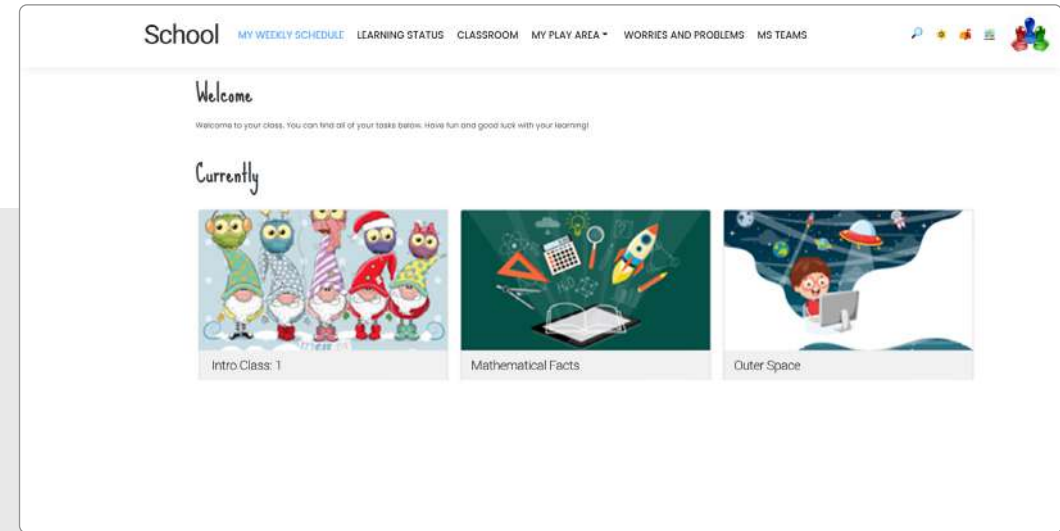 School MY WEEKLY SCHEDULE LEARNING STATUS CLASSROOM MY PLAY AREA WORRIES AND PROBLEMS MS TEAMS
Welcome
Welcome to your class. You can find all of your tasks below. Have fun and good luck with your learning!
Currently
H₂O
Intro Class: 1 Mathematical Facts Outer Space